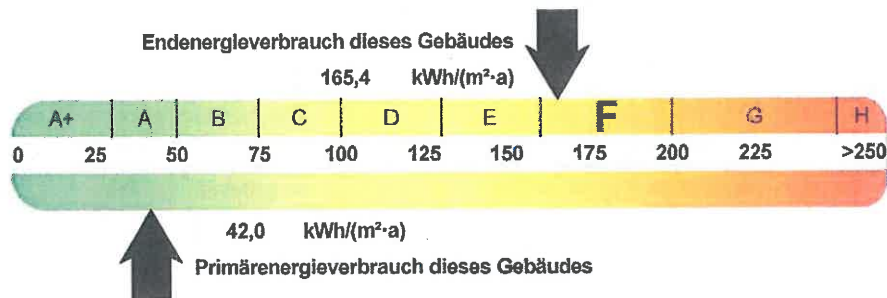 Endenergieverbrauch dieses Gebäudes
165,4 kWh/(m²·a)
A+ A B C D E F G H
0 25 50 75 100 125 150 175 200 225 >250
42,0 kWh/(m²·a)
Primärenergieverbrauch dieses Gebäudes